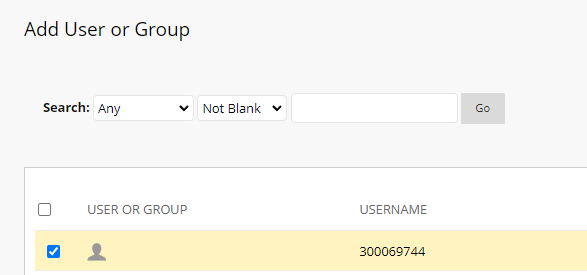 Add User or Group
Search: Any Not Blank Go
USER OR GROUP USERNAME
300069744